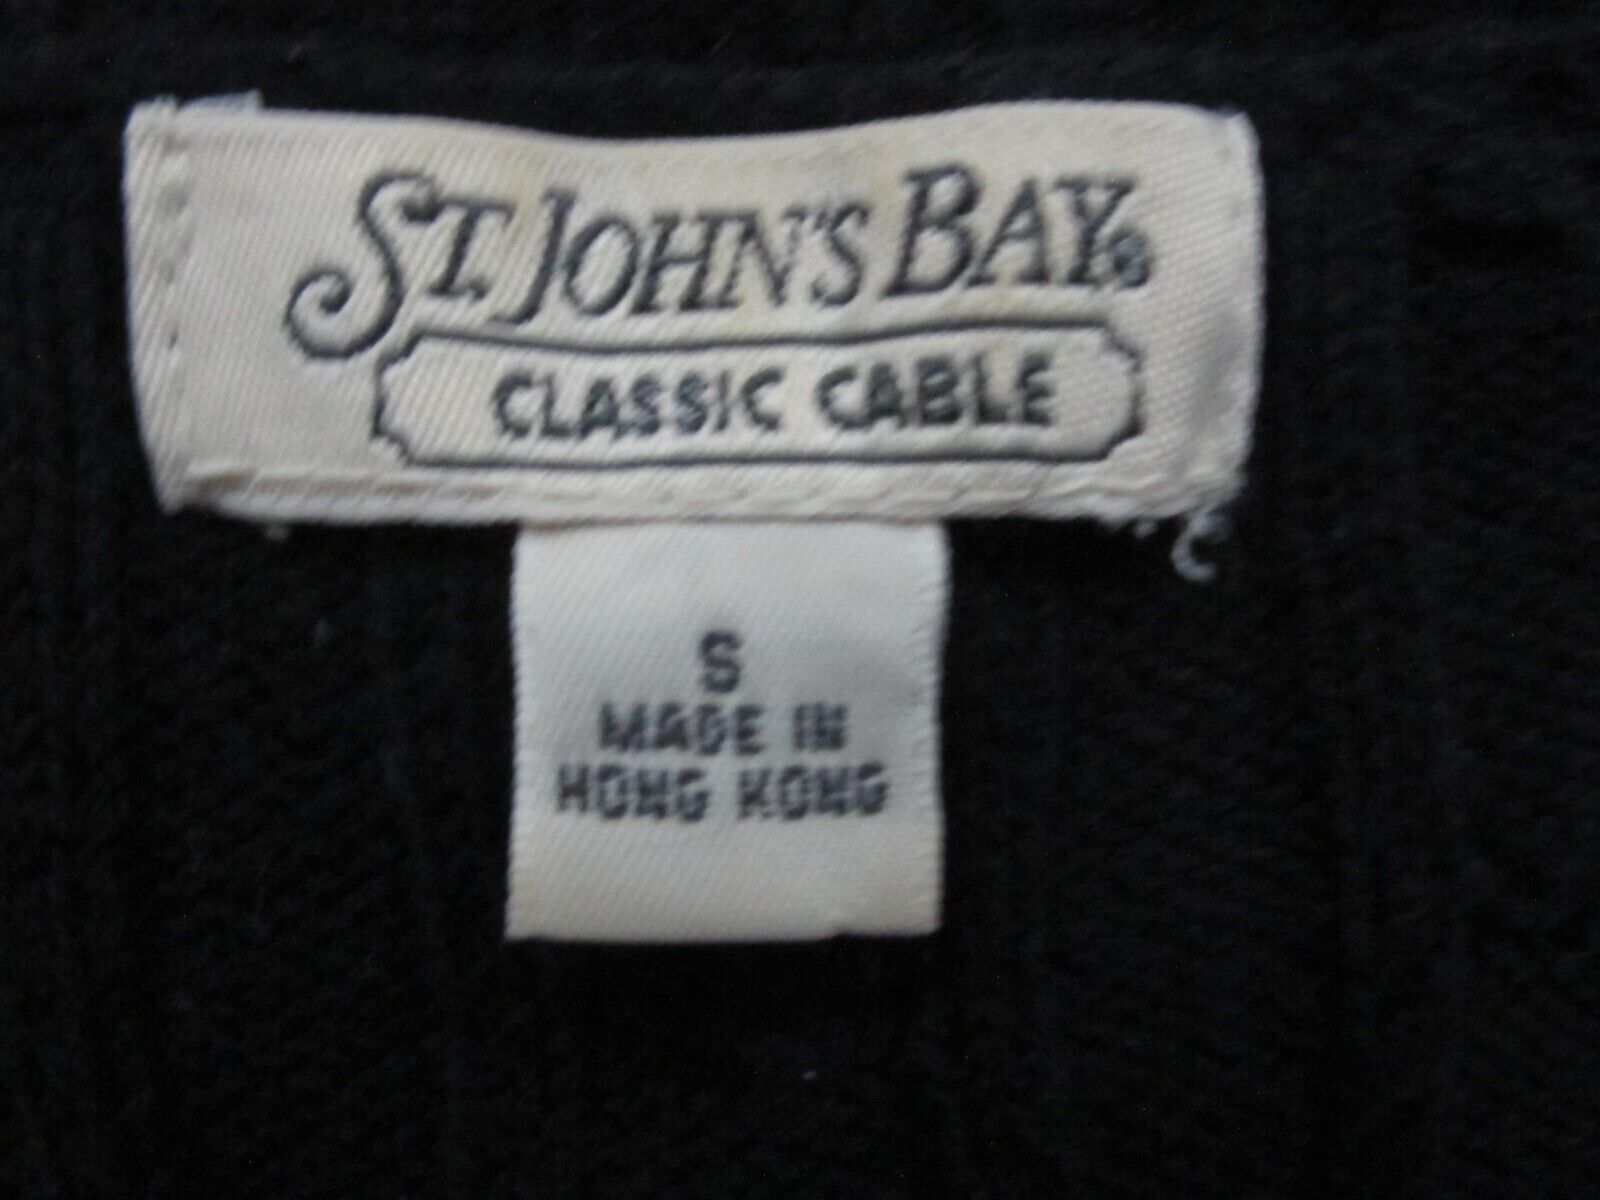 ST. JOHN'S BAY®
CLASSIC CABLE
S
MADE IN
HONG KONG